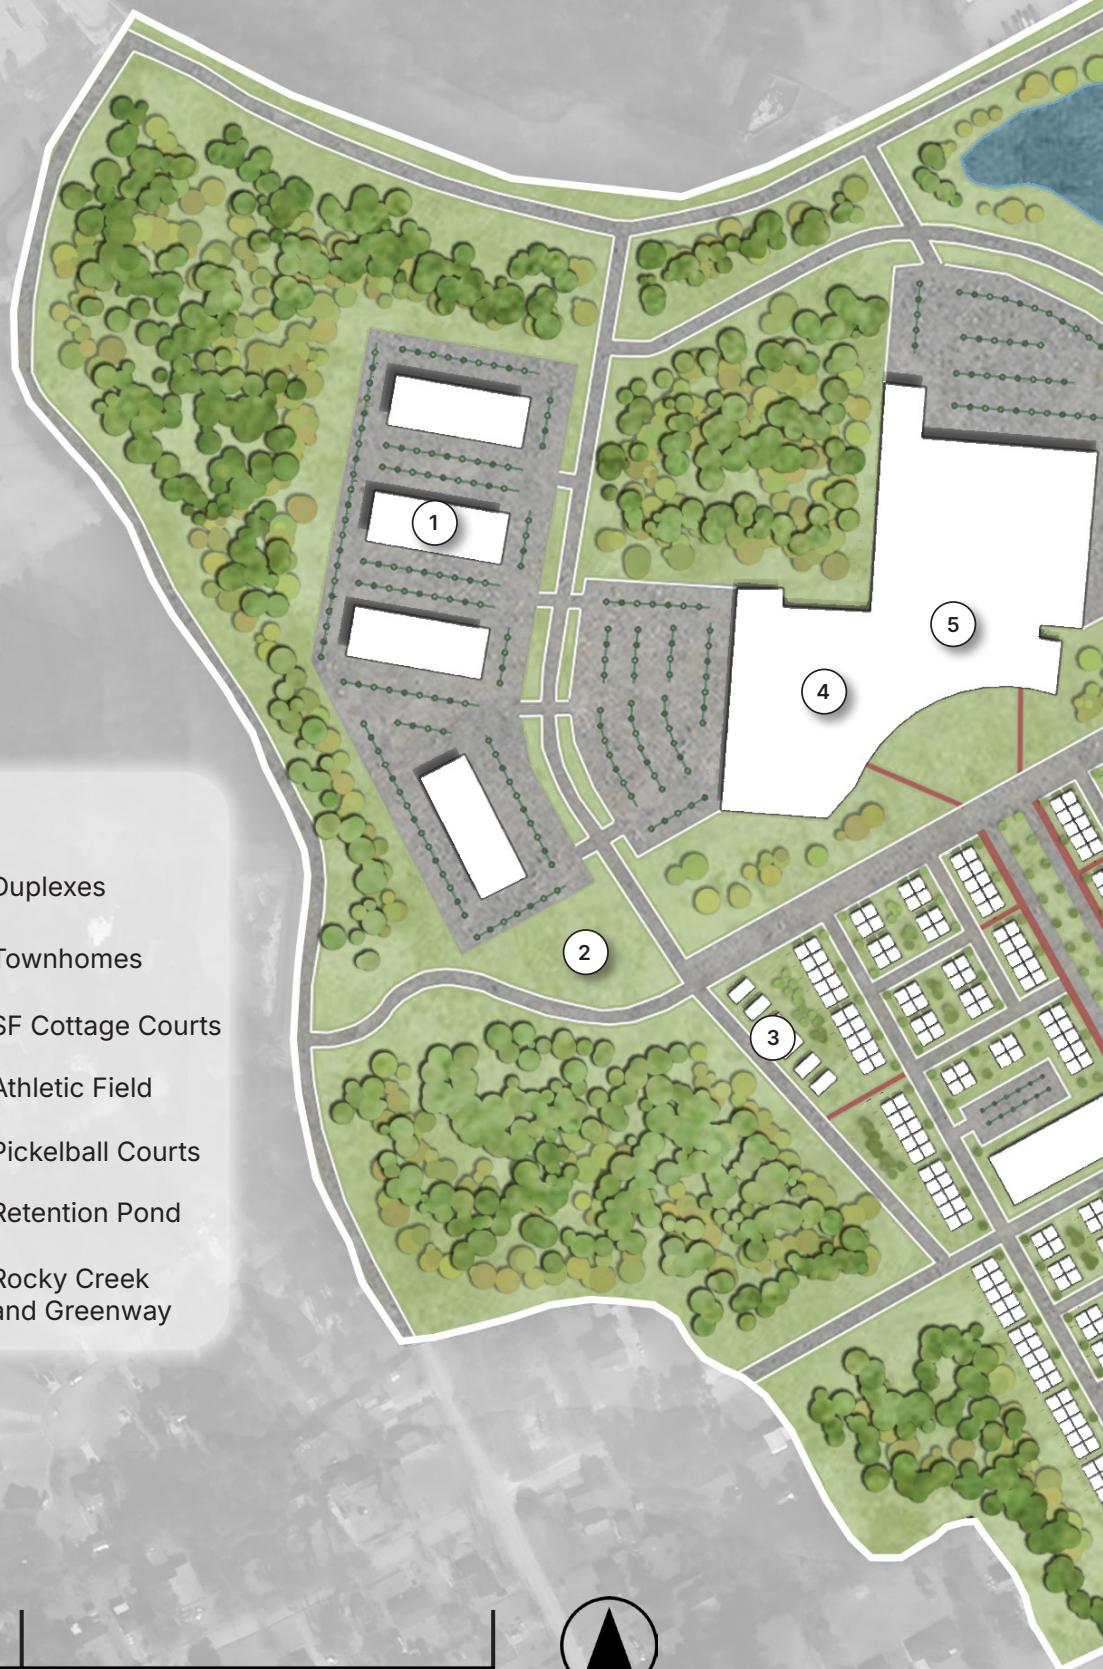 1
5
4
2
3
Duplexes
Townhomes
SF Cottage Courts
Athletic Field
Pickelball Courts
Retention Pond
Rocky Creek
and Greenway